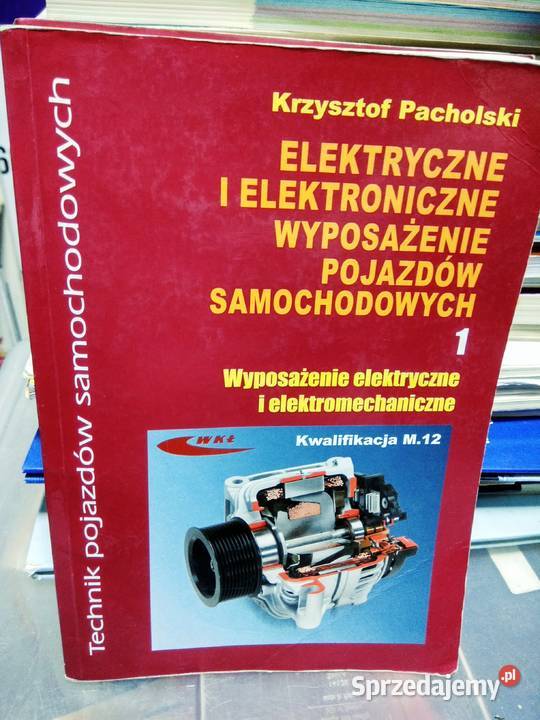 Krzysztof Pacholski
ELEKTRYCZNE
I ELEKTRONICZNE
WYPOSAŻENIE
POJAZDÓW
SAMOCHODOWYCH
1
Wyposażenie elektryczne
i elektromechaniczne
WKŁ
Kwalifikacja M.12
Technik pojazdów samochodowych
Sprzedajemy.pl